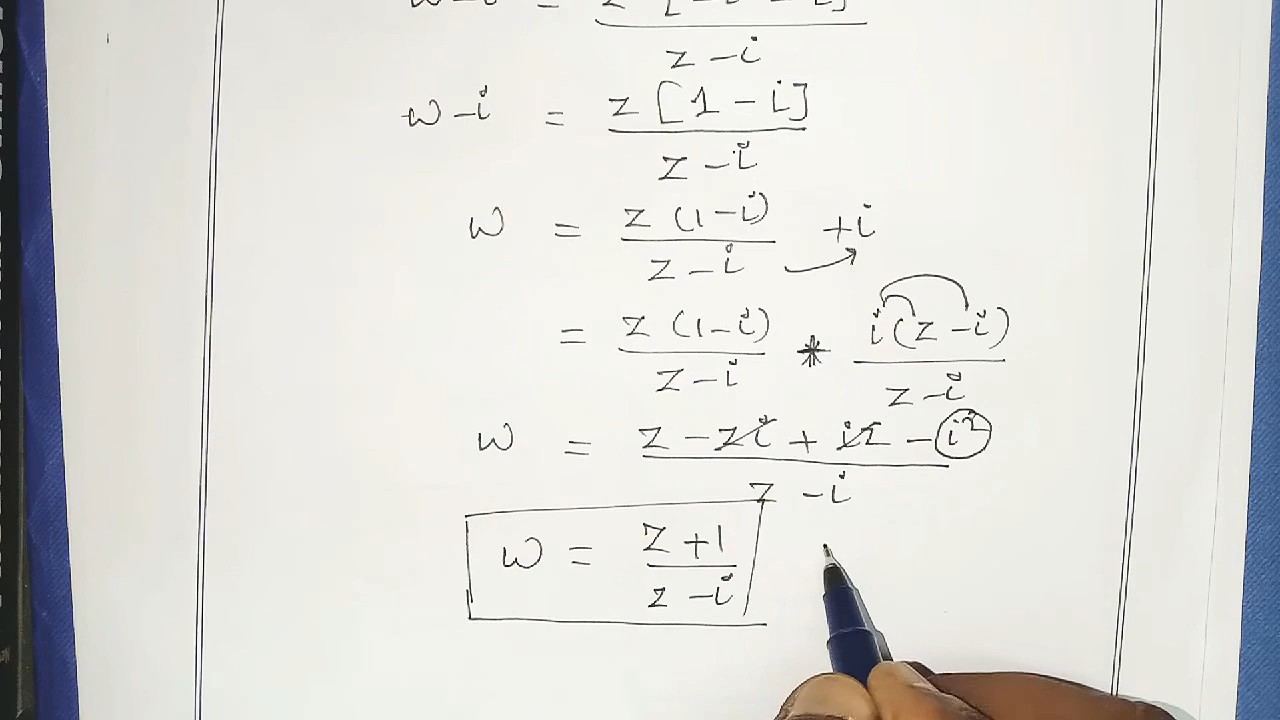 z - i
w - i = z [1 - i] / z - i
w = z (1 - i) / z - i + i
= z (1 - i) / z - i * i(z - i) / z - i
w = z - zi + iz - i² / z - i
w = z + 1 / z - i